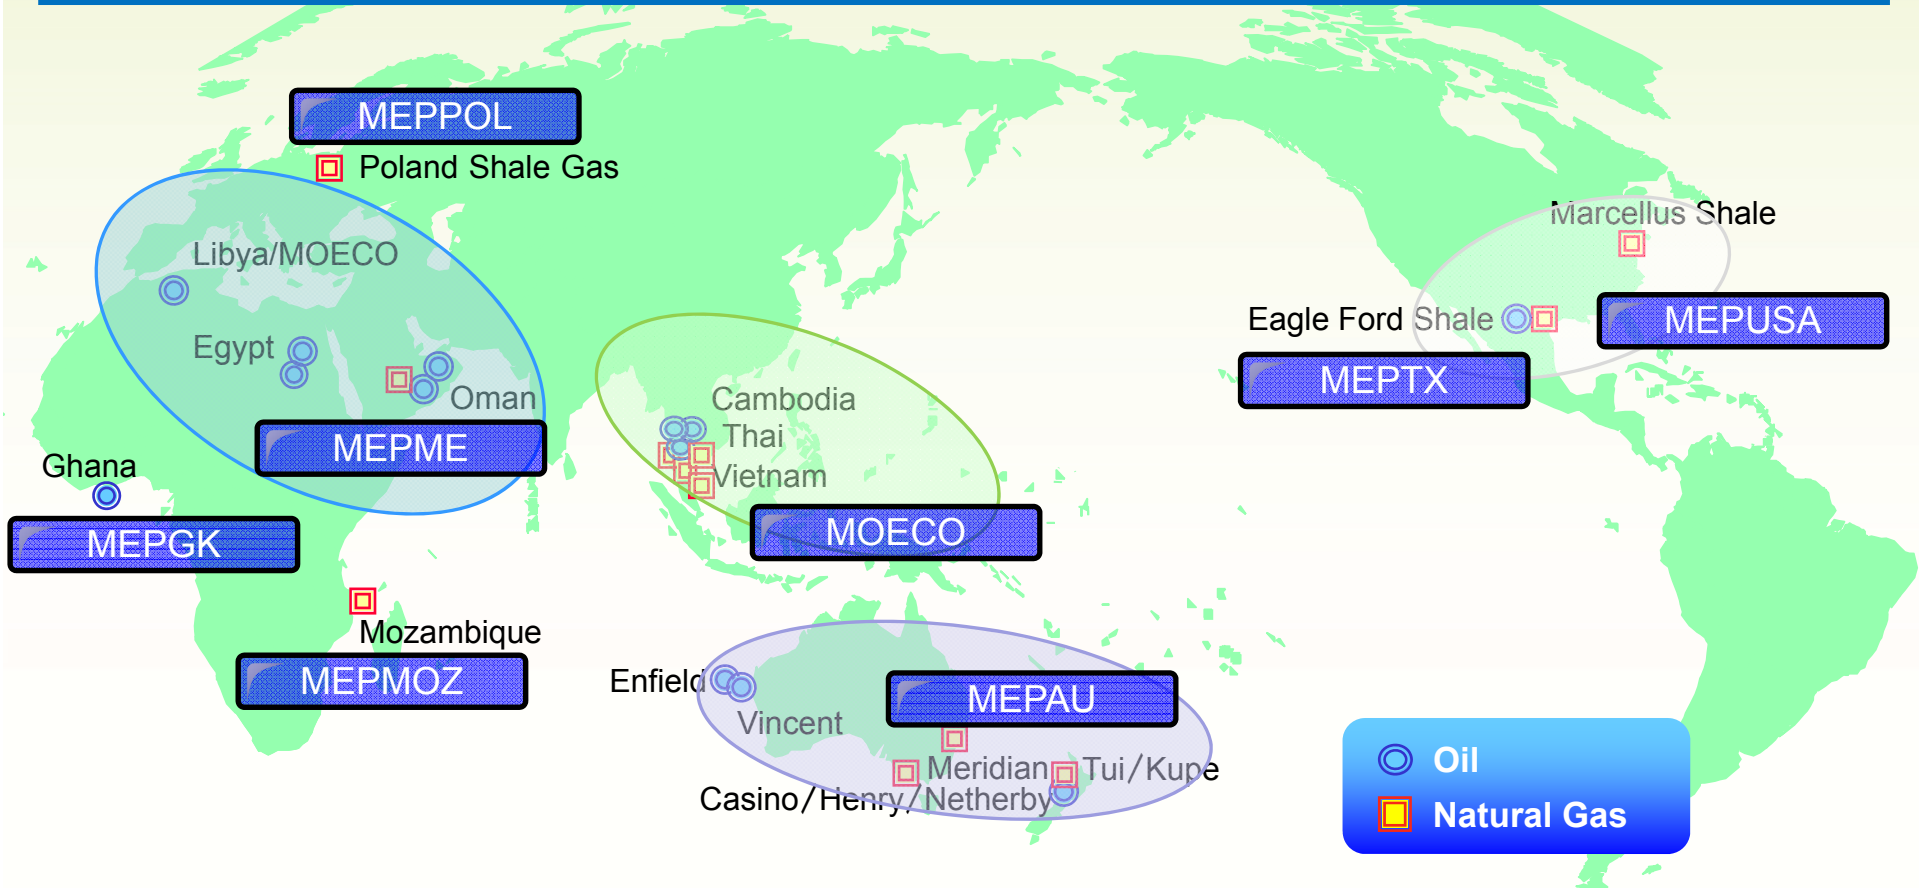 MEPPOL
Poland Shale Gas
Marcellus Shale
Libya/MOECO
Eagle Ford Shale
MEPUSA
Egypt
MEPTX
Oman
Cambodia
Thai
MEPME
Ghana
Vietnam
MOECO
MEPGK
Mozambique
MEPMOZ
Enfield
MEPAU
Vincent
Meridian
Tui/Kupe
Casino/Henry/Netherby
Oil
Natural Gas